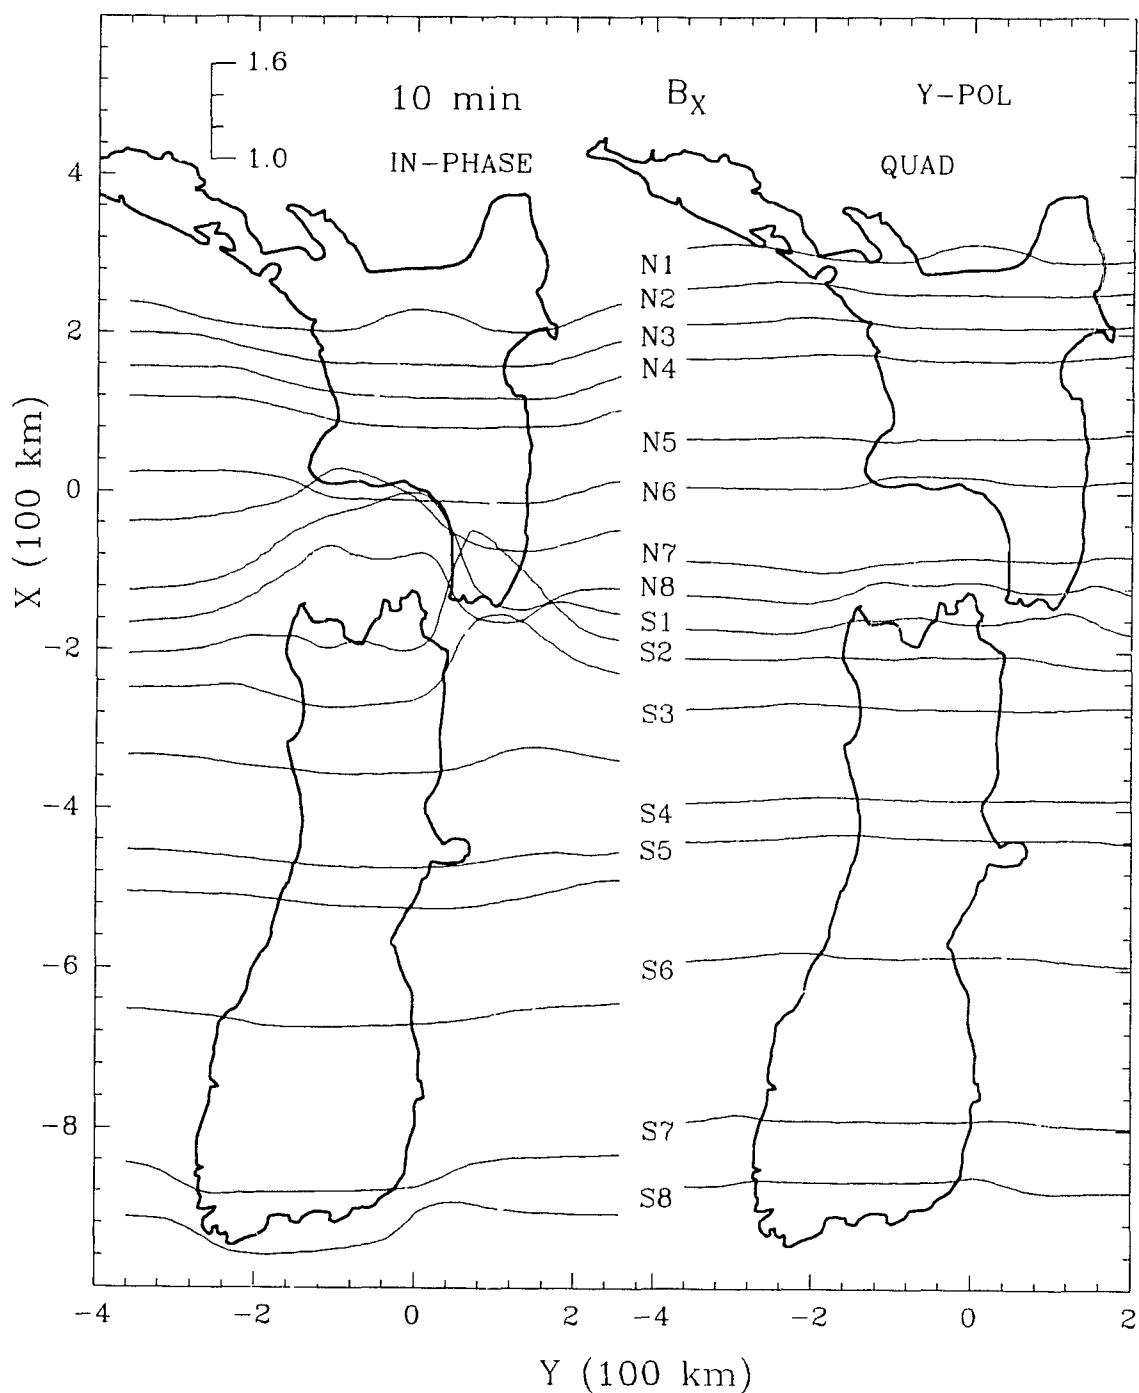 1.6
1.0
10 min
B_X
Y-POL
IN-PHASE
QUAD
4
2
0
−2
−4
−6
−8
X (100 km)
N1
N2
N3
N4
N5
N6
N7
N8
S1
S2
S3
S4
S5
S6
S7
S8
−4
−2
0
2
−4
−2
0
2
Y (100 km)